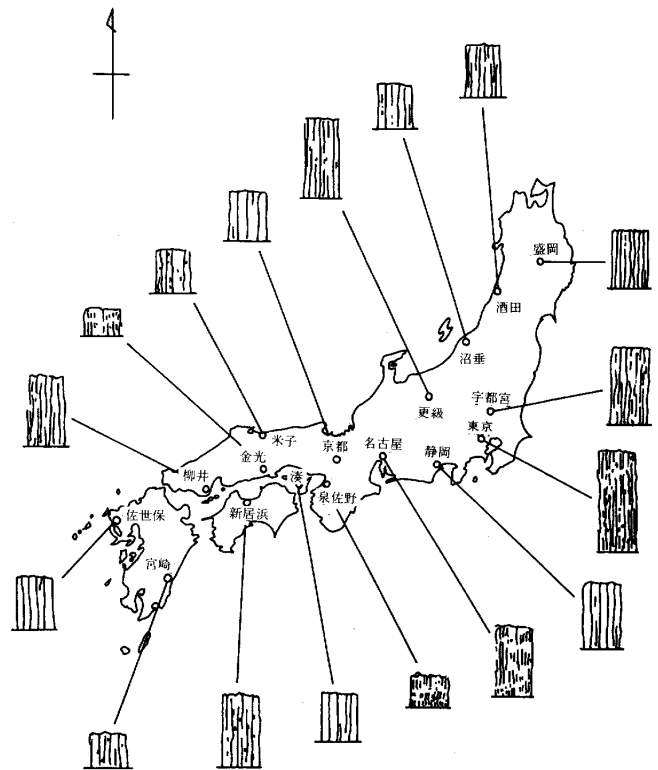 盛岡
酒田
沼垂
更級
宇都宮
東京
米子
京都
名古屋
静岡
金光
湊
柳井
泉佐野
新居浜
佐世保
宮崎